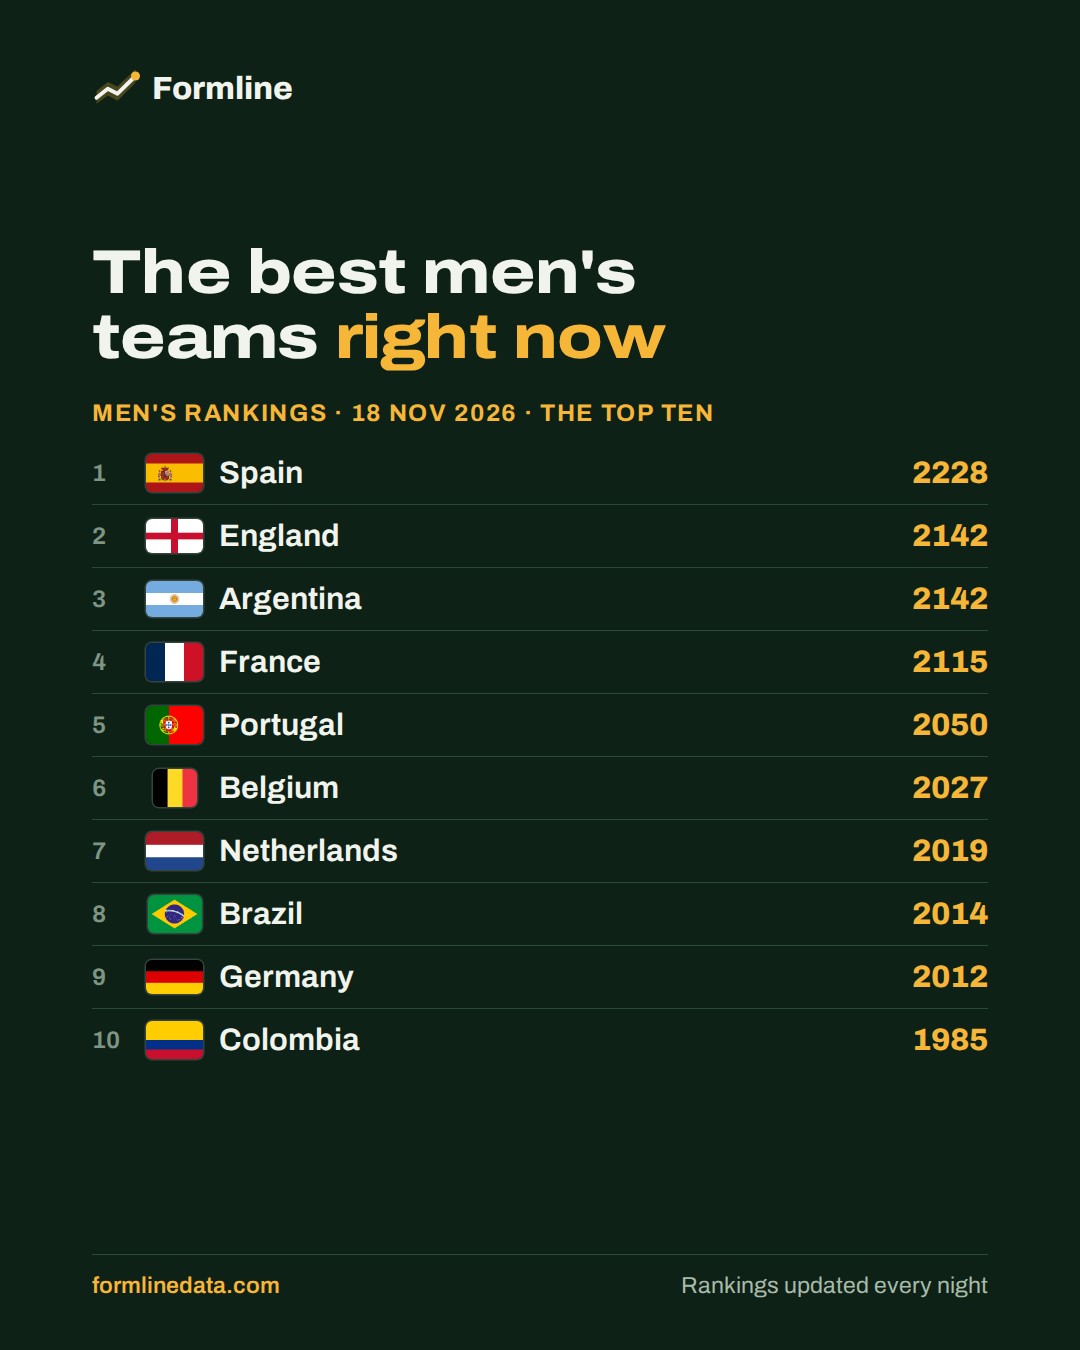 Formline
The best men's
teams right now
MEN'S RANKINGS · 18 NOV 2026 · THE TOP TEN
1 Spain 2228
2 England 2142
3 Argentina 2142
4 France 2115
5 Portugal 2050
6 Belgium 2027
7 Netherlands 2019
8 Brazil 2014
9 Germany 2012
10 Colombia 1985
formlinedata.com Rankings updated every night